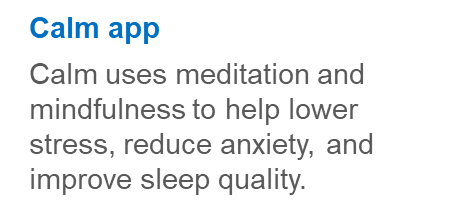 Calm app
Calm uses meditation and
mindfulness to help lower
stress, reduce anxiety, and
improve sleep quality.